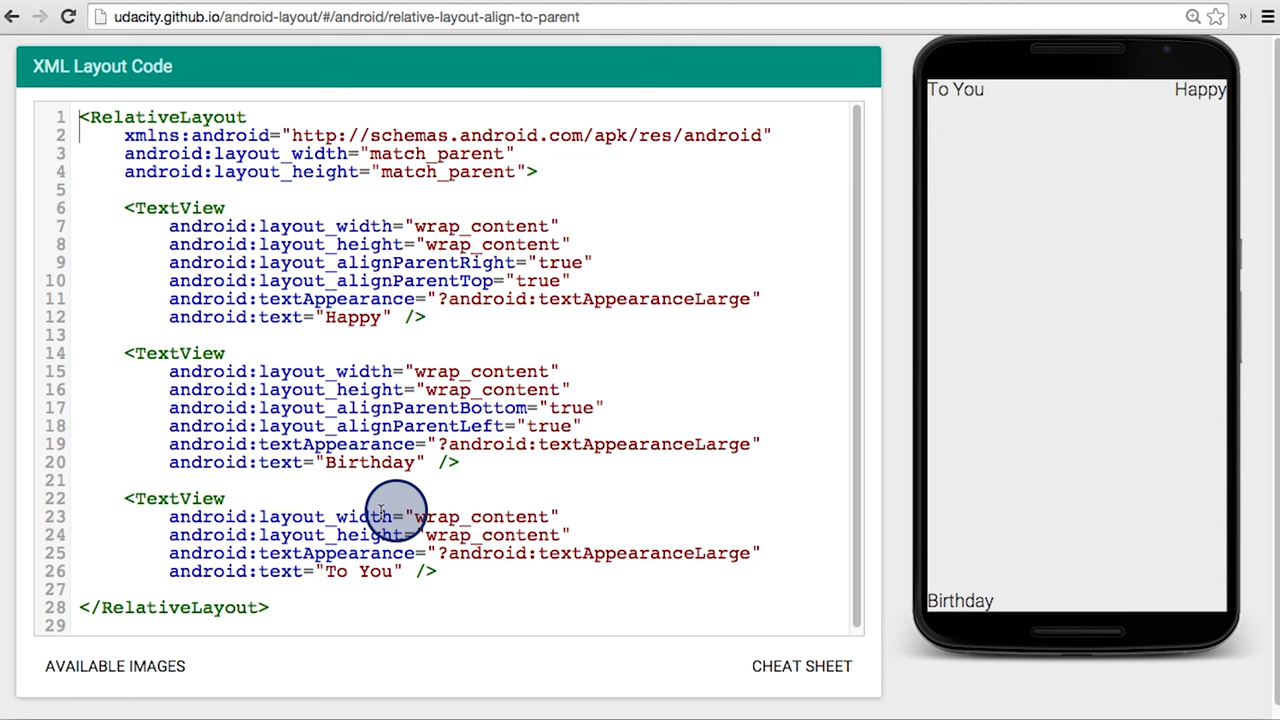 udacity.github.io/android-layout/#/android/relative-layout-align-to-parent
XML Layout Code
1 <RelativeLayout
2     xmlns:android="http://schemas.android.com/apk/res/android"
3     android:layout_width="match_parent"
4     android:layout_height="match_parent">
5
6     <TextView
7         android:layout_width="wrap_content"
8         android:layout_height="wrap_content"
9         android:layout_alignParentRight="true"
10         android:layout_alignParentTop="true"
11         android:textAppearance="?android:textAppearanceLarge"
12         android:text="Happy" />
13
14     <TextView
15         android:layout_width="wrap_content"
16         android:layout_height="wrap_content"
17         android:layout_alignParentBottom="true"
18         android:layout_alignParentLeft="true"
19         android:textAppearance="?android:textAppearanceLarge"
20         android:text="Birthday" />
21
22     <TextView
23         android:layout_width="wrap_content"
24         android:layout_height="wrap_content"
25         android:textAppearance="?android:textAppearanceLarge"
26         android:text="To You" />
27
28 </RelativeLayout>
29
AVAILABLE IMAGES
CHEAT SHEET
To You
Happy
Birthday